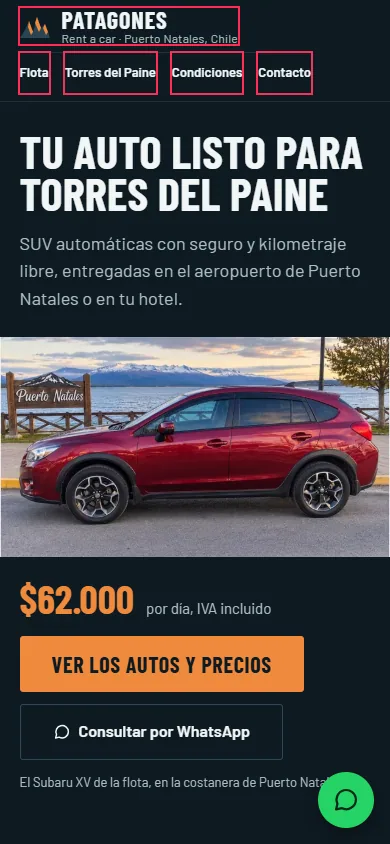 PATAGONES
Rent a car · Puerto Natales, Chile
Flota Torres del Paine Condiciones Contacto
TU AUTO LISTO PARA
TORRES DEL PAINE
SUV automáticas con seguro y kilometraje
libre, entregadas en el aeropuerto de Puerto
Natales o en tu hotel.
Puerto Natales
$62.000 por día, IVA incluido
VER LOS AUTOS Y PRECIOS
Consultar por WhatsApp
El Subaru XV de la flota, en la costanera de Puerto